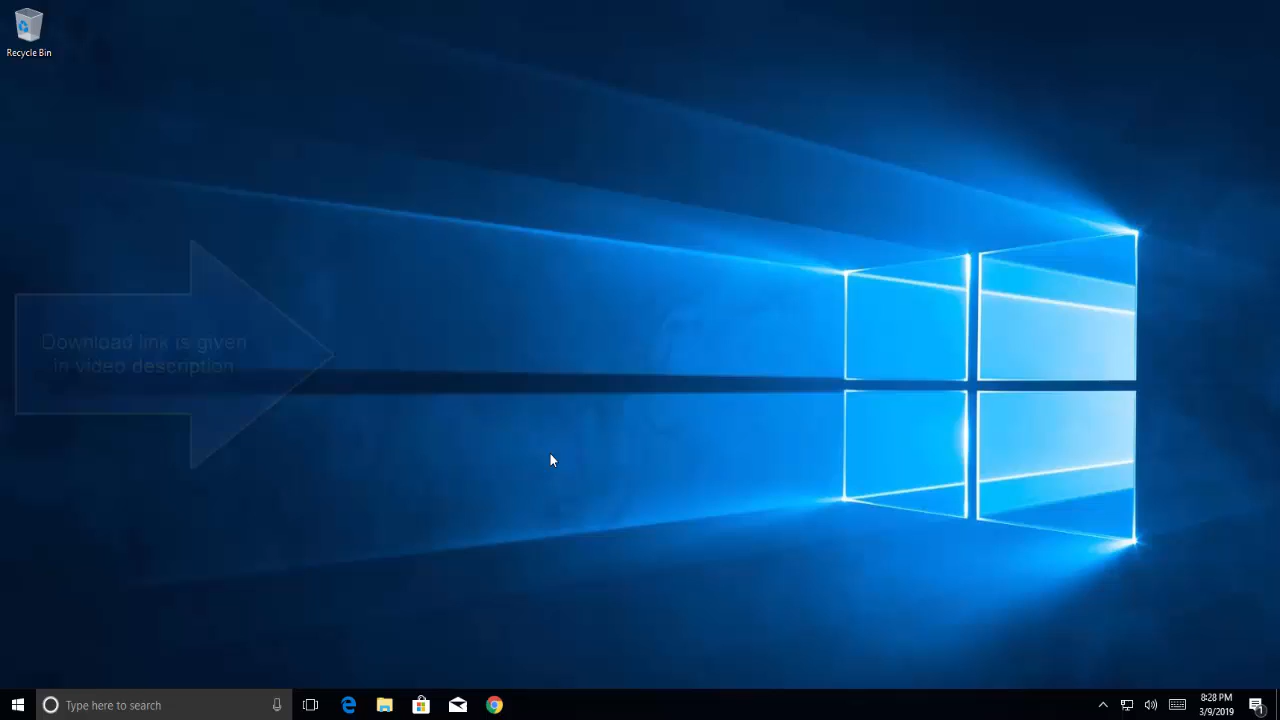 Recycle Bin
Download link is given
in video description
Type here to search
8:28 PM
3/9/2019
1